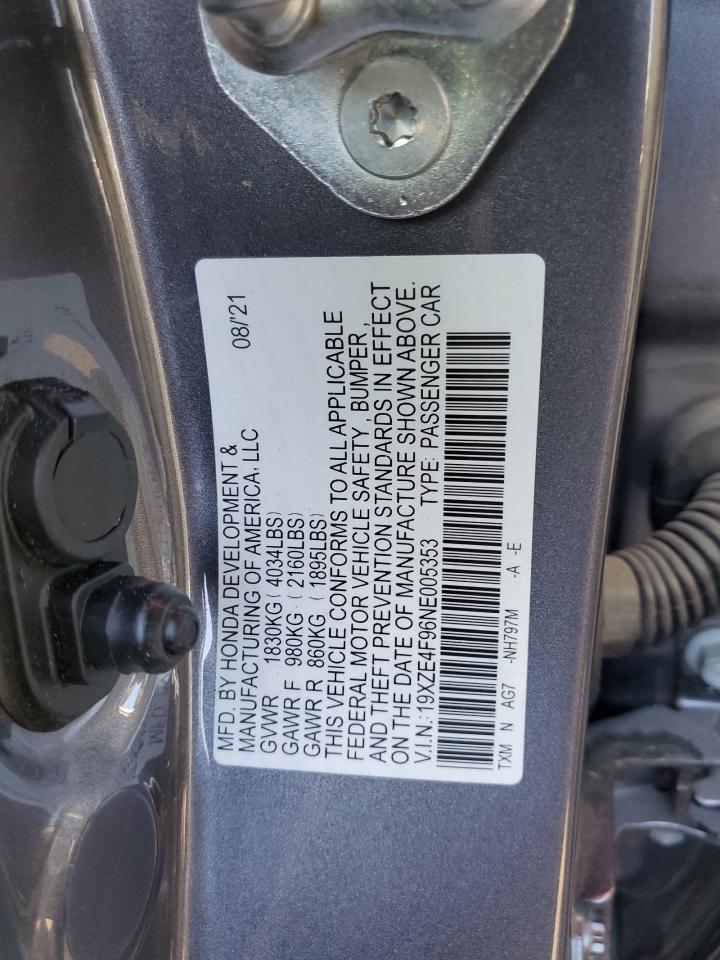 MFD. BY HONDA DEVELOPMENT &
MANUFACTURING OF AMERICA, LLC 08/'21
GVWR 1830KG ( 4034LBS)
GAWR F 980KG ( 2160LBS)
GAWR R 860KG ( 1895LBS)
THIS VEHICLE CONFORMS TO ALL APPLICABLE
FEDERAL MOTOR VEHICLE SAFETY, BUMPER,
AND THEFT PREVENTION STANDARDS IN EFFECT
ON THE DATE OF MANUFACTURE SHOWN ABOVE.
V.I.N.:19XZE4F96NE005353 TYPE: PASSENGER CAR
TXM N AG7 -NH797M -A -E